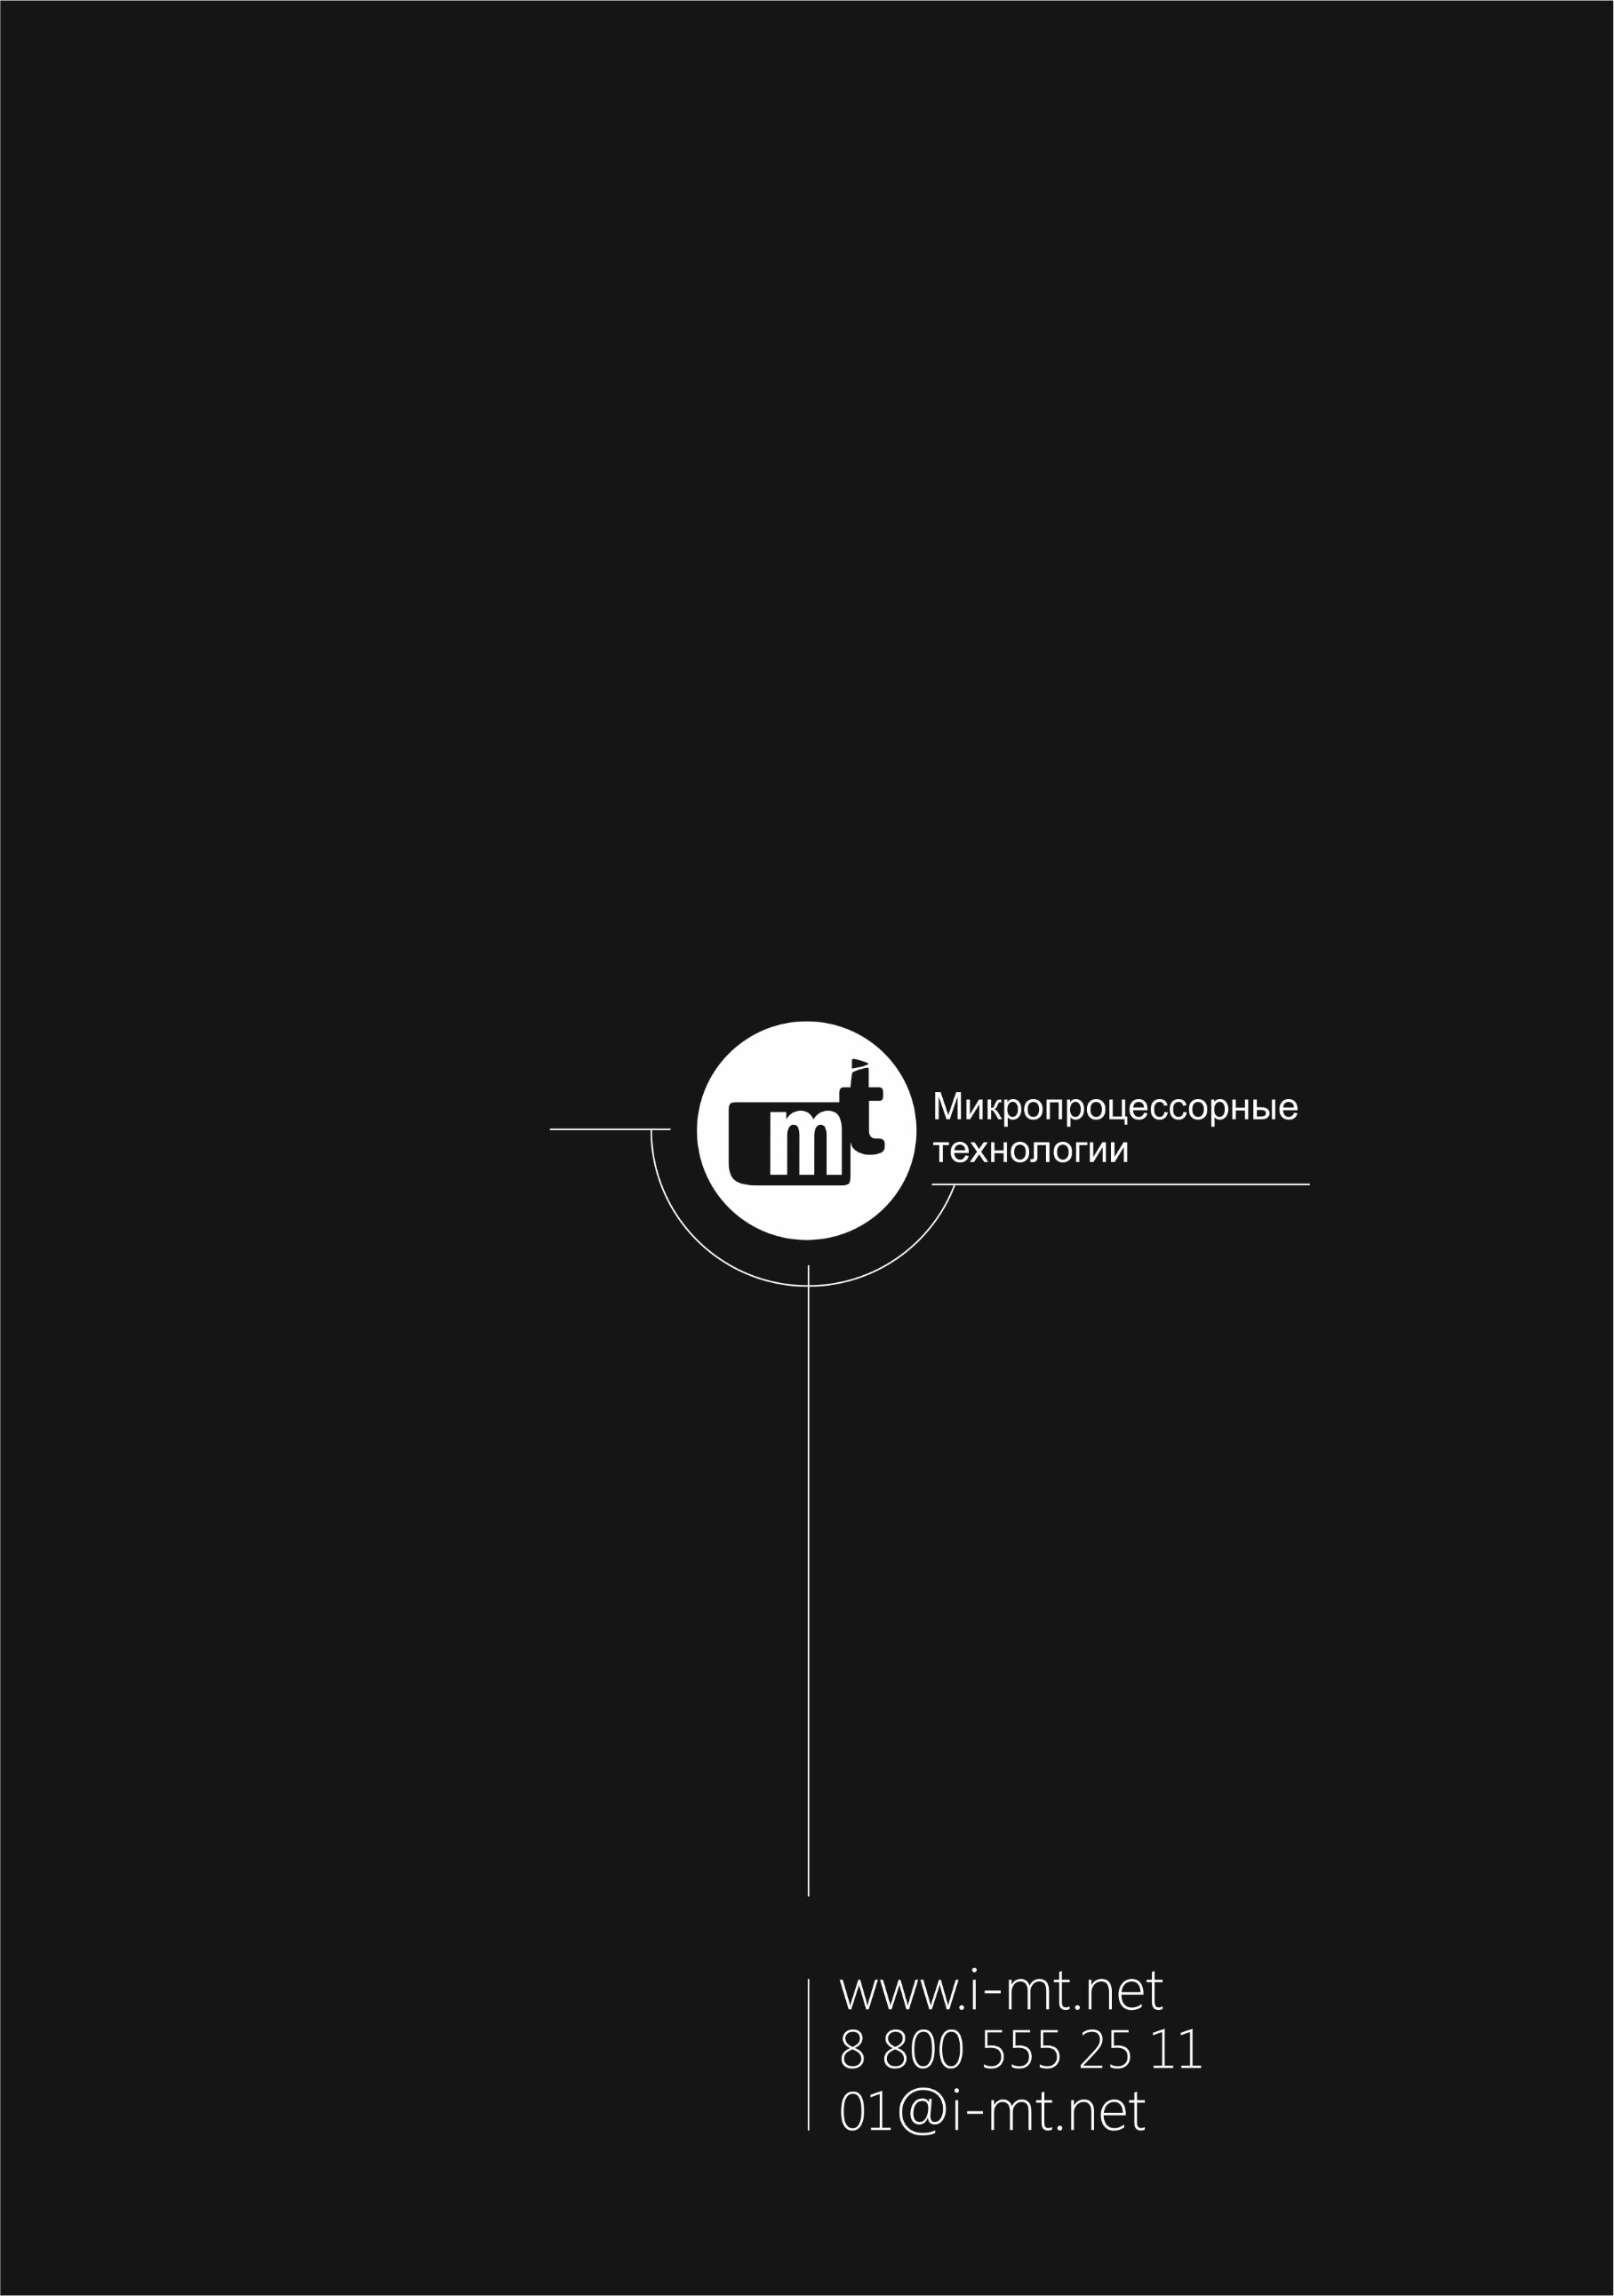 mt
Микропроцессорные
технологии
www.i-mt.net
8 800 555 25 11
01@i-mt.net